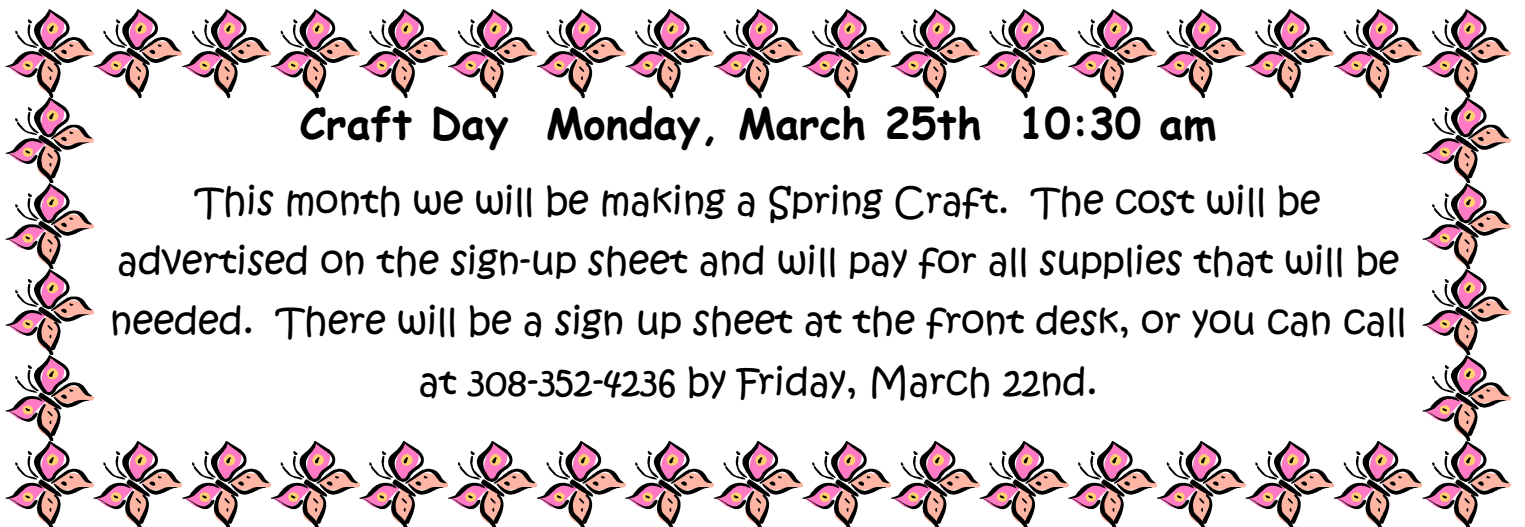 Craft Day  Monday, March 25th  10:30 am
This month we will be making a Spring Craft.  The cost will be
advertised on the sign-up sheet and will pay for all supplies that will be
needed.  There will be a sign up sheet at the front desk, or you can call
at 308-352-4236 by Friday, March 22nd.